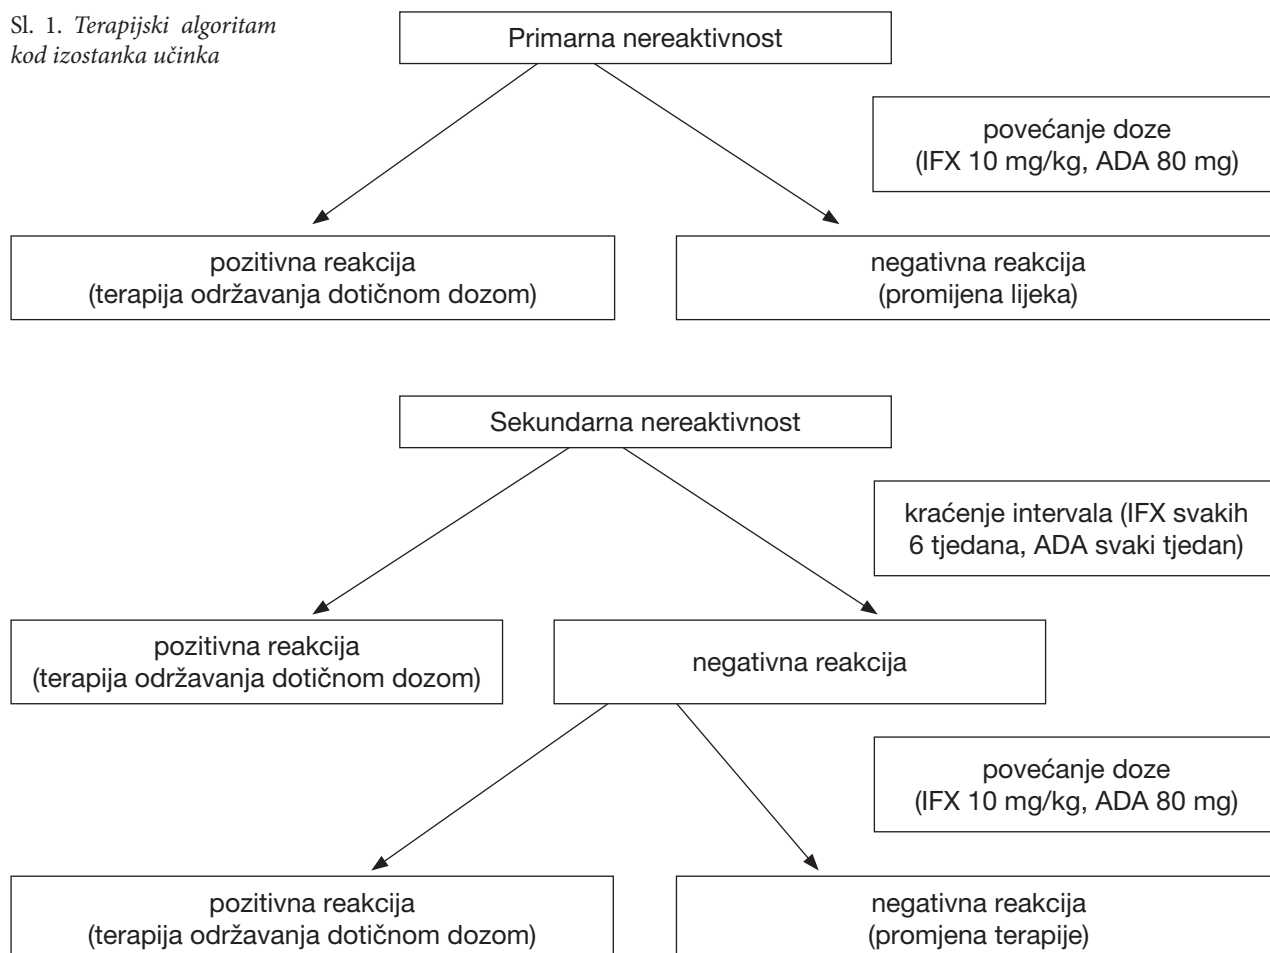 Sl. 1. Terapijski algoritam
kod izostanka učinka
Primarna nereaktivnost
povećanje doze
(IFX 10 mg/kg, ADA 80 mg)
pozitivna reakcija
(terapija održavanja dotičnom dozom)
negativna reakcija
(promijena lijeka)
Sekundarna nereaktivnost
kraćenje intervala (IFX svakih
6 tjedana, ADA svaki tjedan)
pozitivna reakcija
(terapija održavanja dotičnom dozom)
negativna reakcija
povećanje doze
(IFX 10 mg/kg, ADA 80 mg)
pozitivna reakcija
(terapija održavanja dotičnom dozom)
negativna reakcija
(promjena terapije)